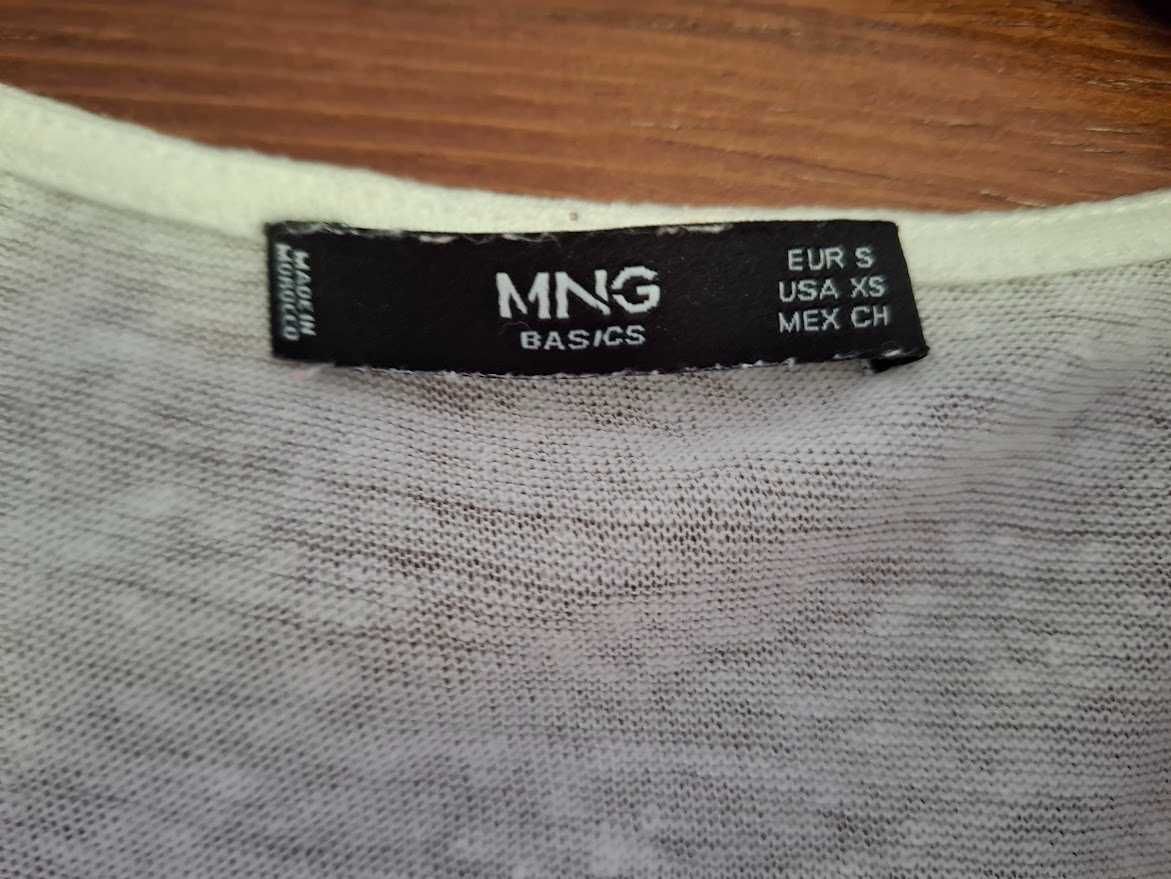 MADE IN
MOROCCO
MNG
BASICS
EUR S
USA XS
MEX CH